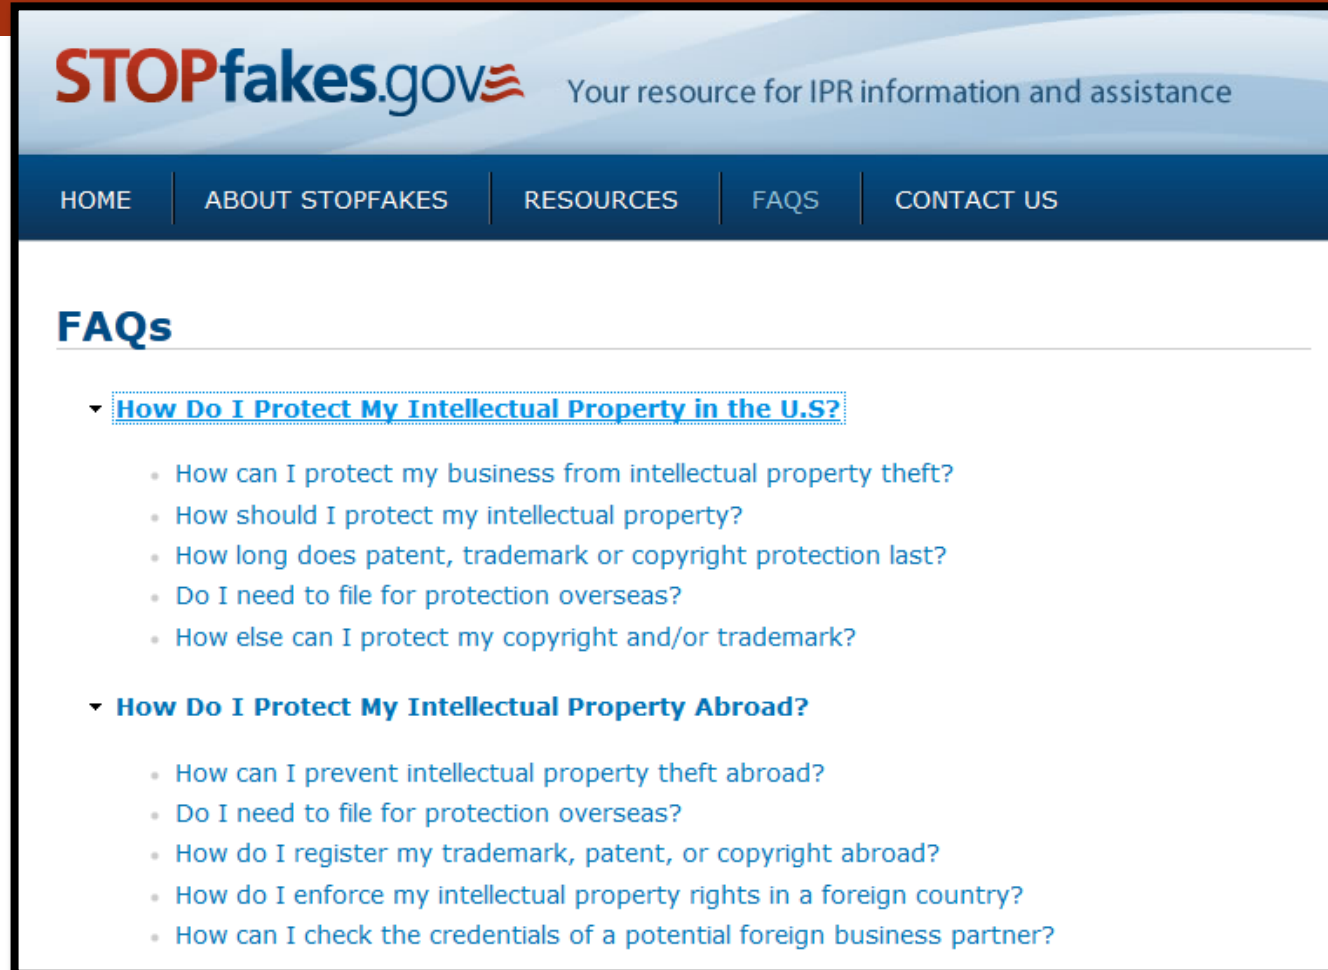 STOPfakes.gov Your resource for IPR information and assistance
HOME ABOUT STOPFAKES RESOURCES FAQS CONTACT US
FAQs
How Do I Protect My Intellectual Property in the U.S?
How can I protect my business from intellectual property theft?
How should I protect my intellectual property?
How long does patent, trademark or copyright protection last?
Do I need to file for protection overseas?
How else can I protect my copyright and/or trademark?
How Do I Protect My Intellectual Property Abroad?
How can I prevent intellectual property theft abroad?
Do I need to file for protection overseas?
How do I register my trademark, patent, or copyright abroad?
How do I enforce my intellectual property rights in a foreign country?
How can I check the credentials of a potential foreign business partner?